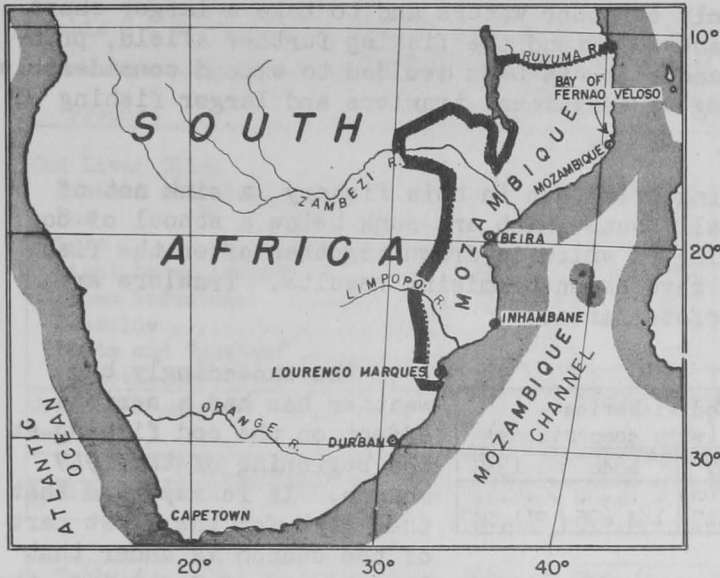 10°
RUVUMA R.
BAY OF
FERNAO VELOSO
SOUTH
MOZAMBIQUE
MOZAMBIQUE
ZAMBEZI R.
AFRICA
BEIRA
20°
LIMPOPO R.
INHAMBANE
LOURENCO MARQUES
MOZAMBIQUE
CHANNEL
ORANGE R.
DURBAN
30°
ATLANTIC
OCEAN
CAPETOWN
20°
30°
40°